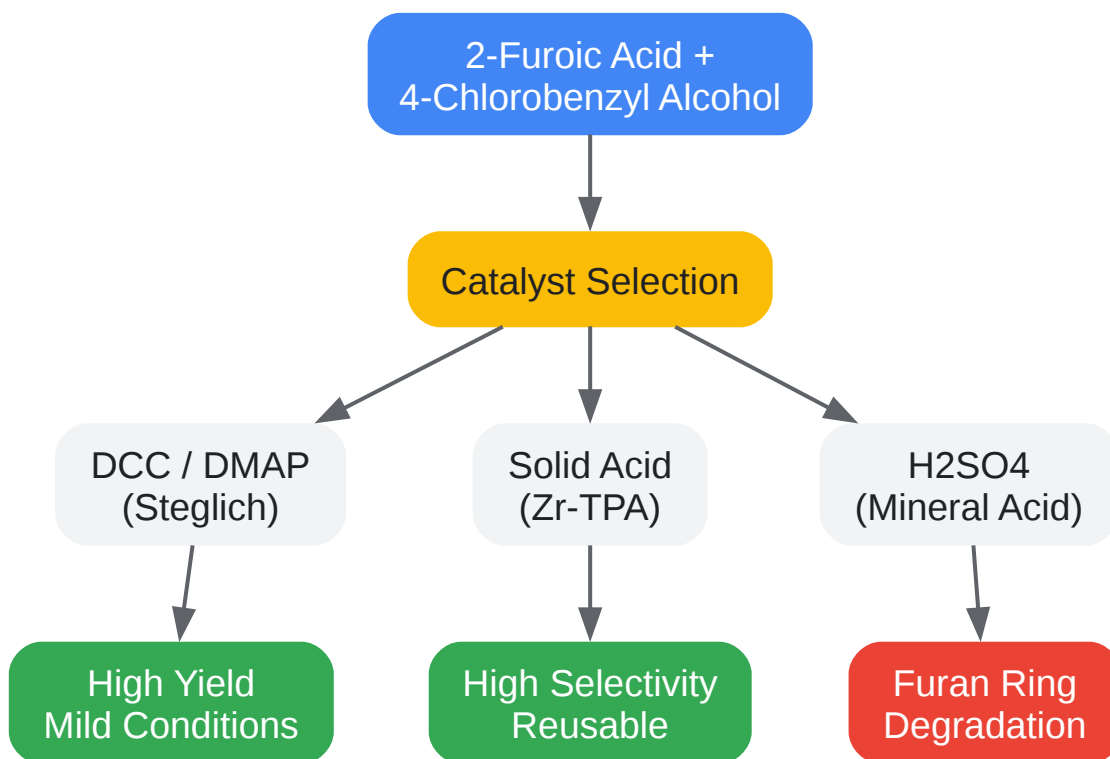 2-Furoic Acid +
4-Chlorobenzyl Alcohol
Catalyst Selection
DCC / DMAP
(Steglich)
Solid Acid
(Zr-TPA)
H2SO4
(Mineral Acid)
High Yield
Mild Conditions
High Selectivity
Reusable
Furan Ring
Degradation